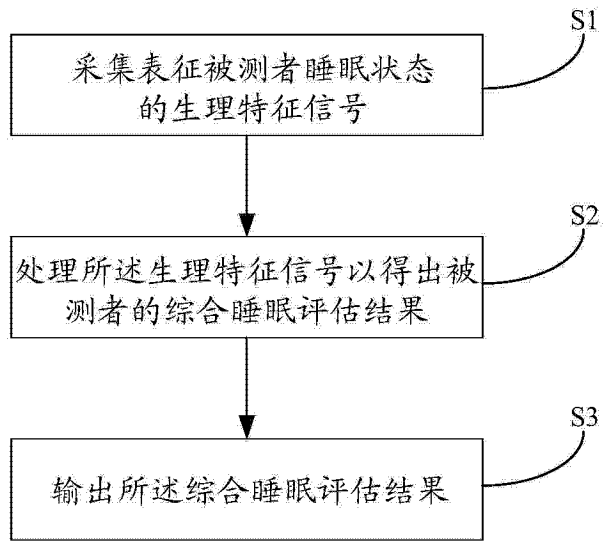 S1
采集表征被测者睡眠状态
的生理特征信号
S2
处理所述生理特征信号以得出被
测者的综合睡眠评估结果
S3
输出所述综合睡眠评估结果